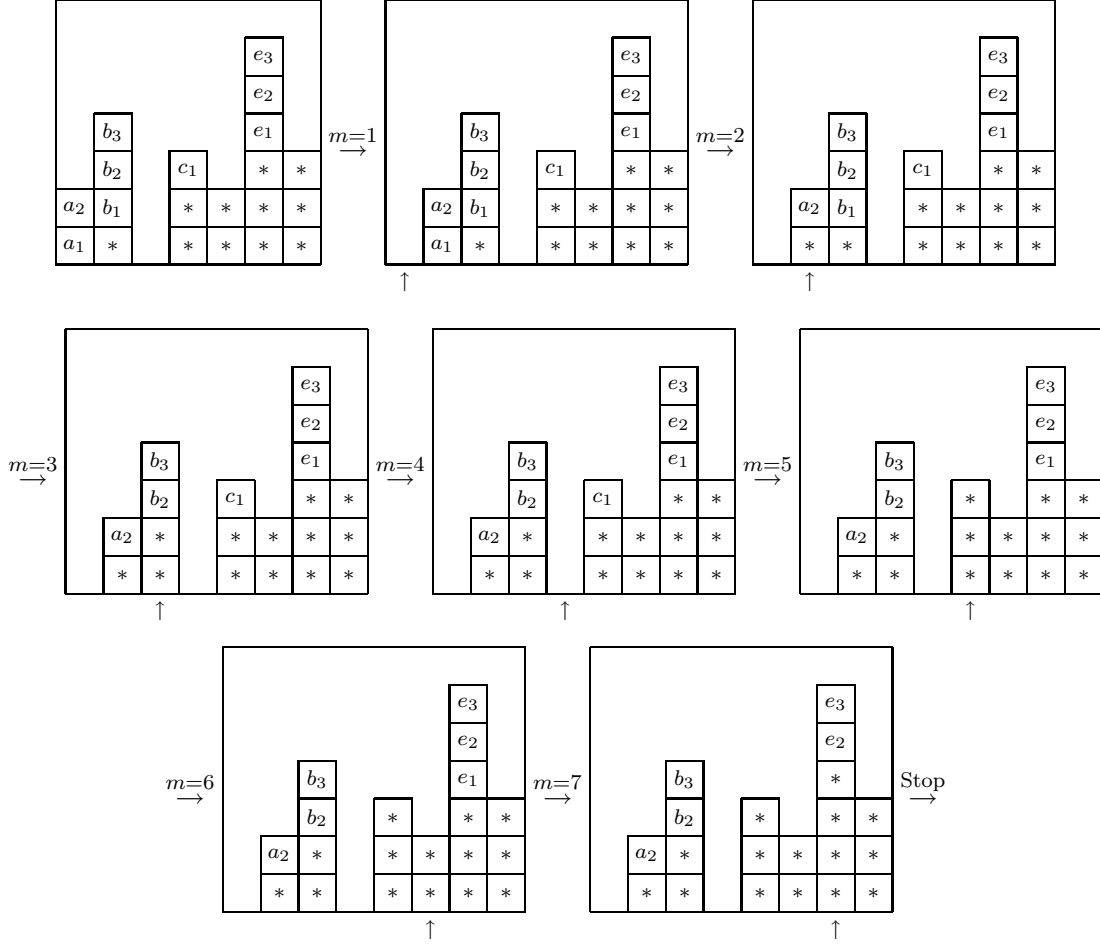 e₃ e₃ e₃
e₂ e₂ e₂
b₃ e₁ m=1 b₃ e₁ m=2 b₃ e₁
b₂ c₁ * * → b₂ c₁ * * → b₂ c₁ * *
a₂ b₁ * * * * a₂ b₁ * * * * a₂ b₁ * * * *
a₁ * * * * * a₁ * * * * * * * * * * *
↑ ↑
e₃ e₃ e₃
e₂ e₂ e₂
m=3 b₃ e₁ m=4 b₃ e₁ m=5 b₃ e₁
→ b₂ c₁ * * → b₂ c₁ * * → b₂ * * *
a₂ * * * * * a₂ * * * * * a₂ * * * * *
* * * * * * * * * * * * * * * * * *
↑ ↑ ↑
e₃ e₃
e₂ e₂
m=6 b₃ e₁ m=7 b₃ * Stop
→ b₂ * * * → b₂ * * * →
a₂ * * * * * a₂ * * * * *
* * * * * * * * * * * *
↑ ↑